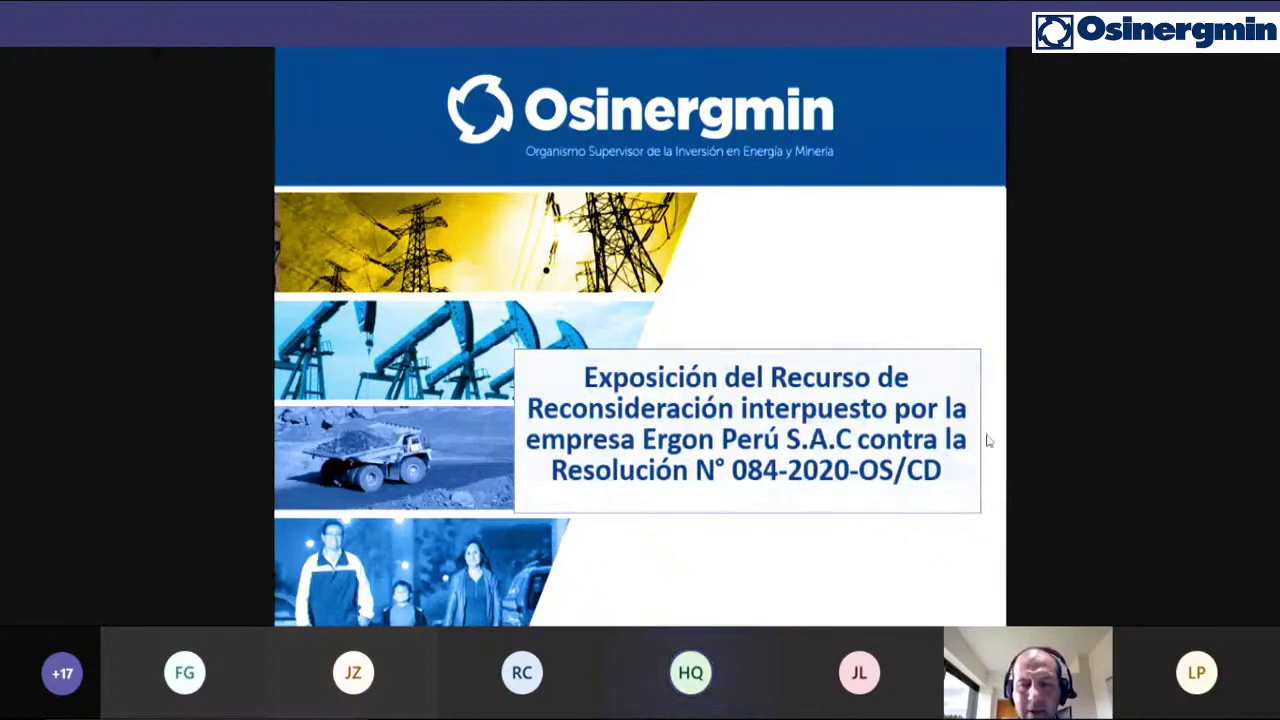 Osinergmin
Osinergmin
Organismo Supervisor de la Inversión en Energía y Minería
Exposición del Recurso de
Reconsideración interpuesto por la
empresa Ergon Perú S.A.C contra la
Resolución N° 084-2020-OS/CD
+17
FG
JZ
RC
HQ
JL
LP